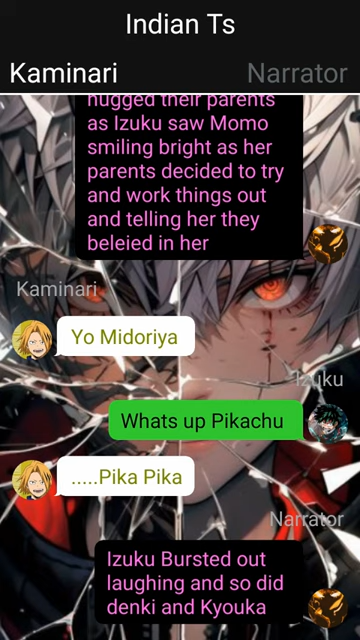 Indian Ts
Kaminari
Narrator
hugged their parents
as Izuku saw Momo
smiling bright as her
parents decided to try
and work things out
and telling her they
beleied in her
Kaminari
Yo Midoriya
Izuku
Whats up Pikachu
.....Pika Pika
Narrator
Izuku Bursted out
laughing and so did
denki and Kyouka